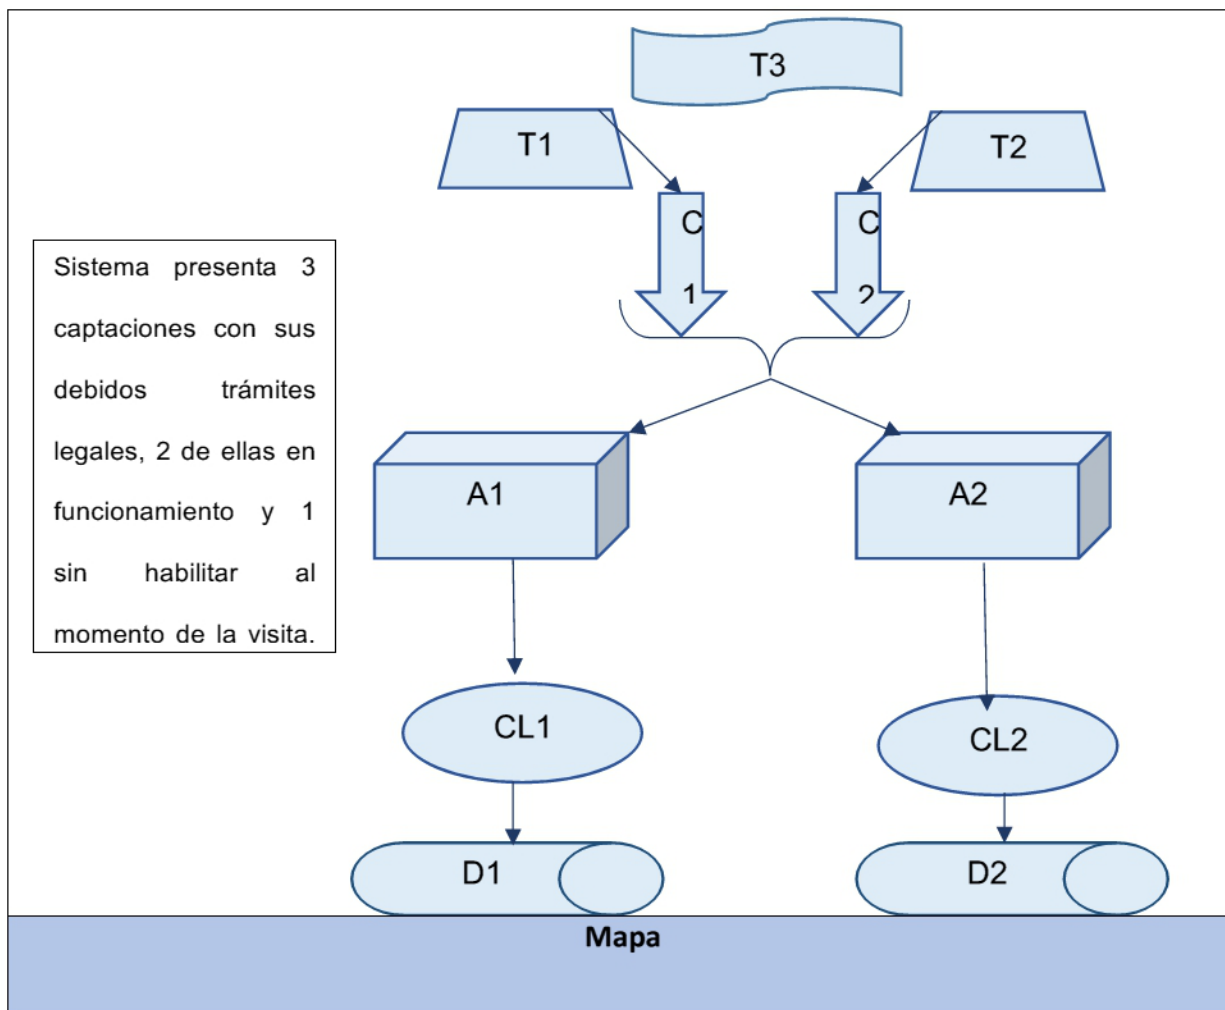 T3
T1
T2
C
1
C
2
Sistema presenta 3
captaciones con sus
debidos trámites
legales, 2 de ellas en
funcionamiento y 1
sin habilitar al
momento de la visita.
A1
A2
CL1
CL2
D1
D2
Mapa